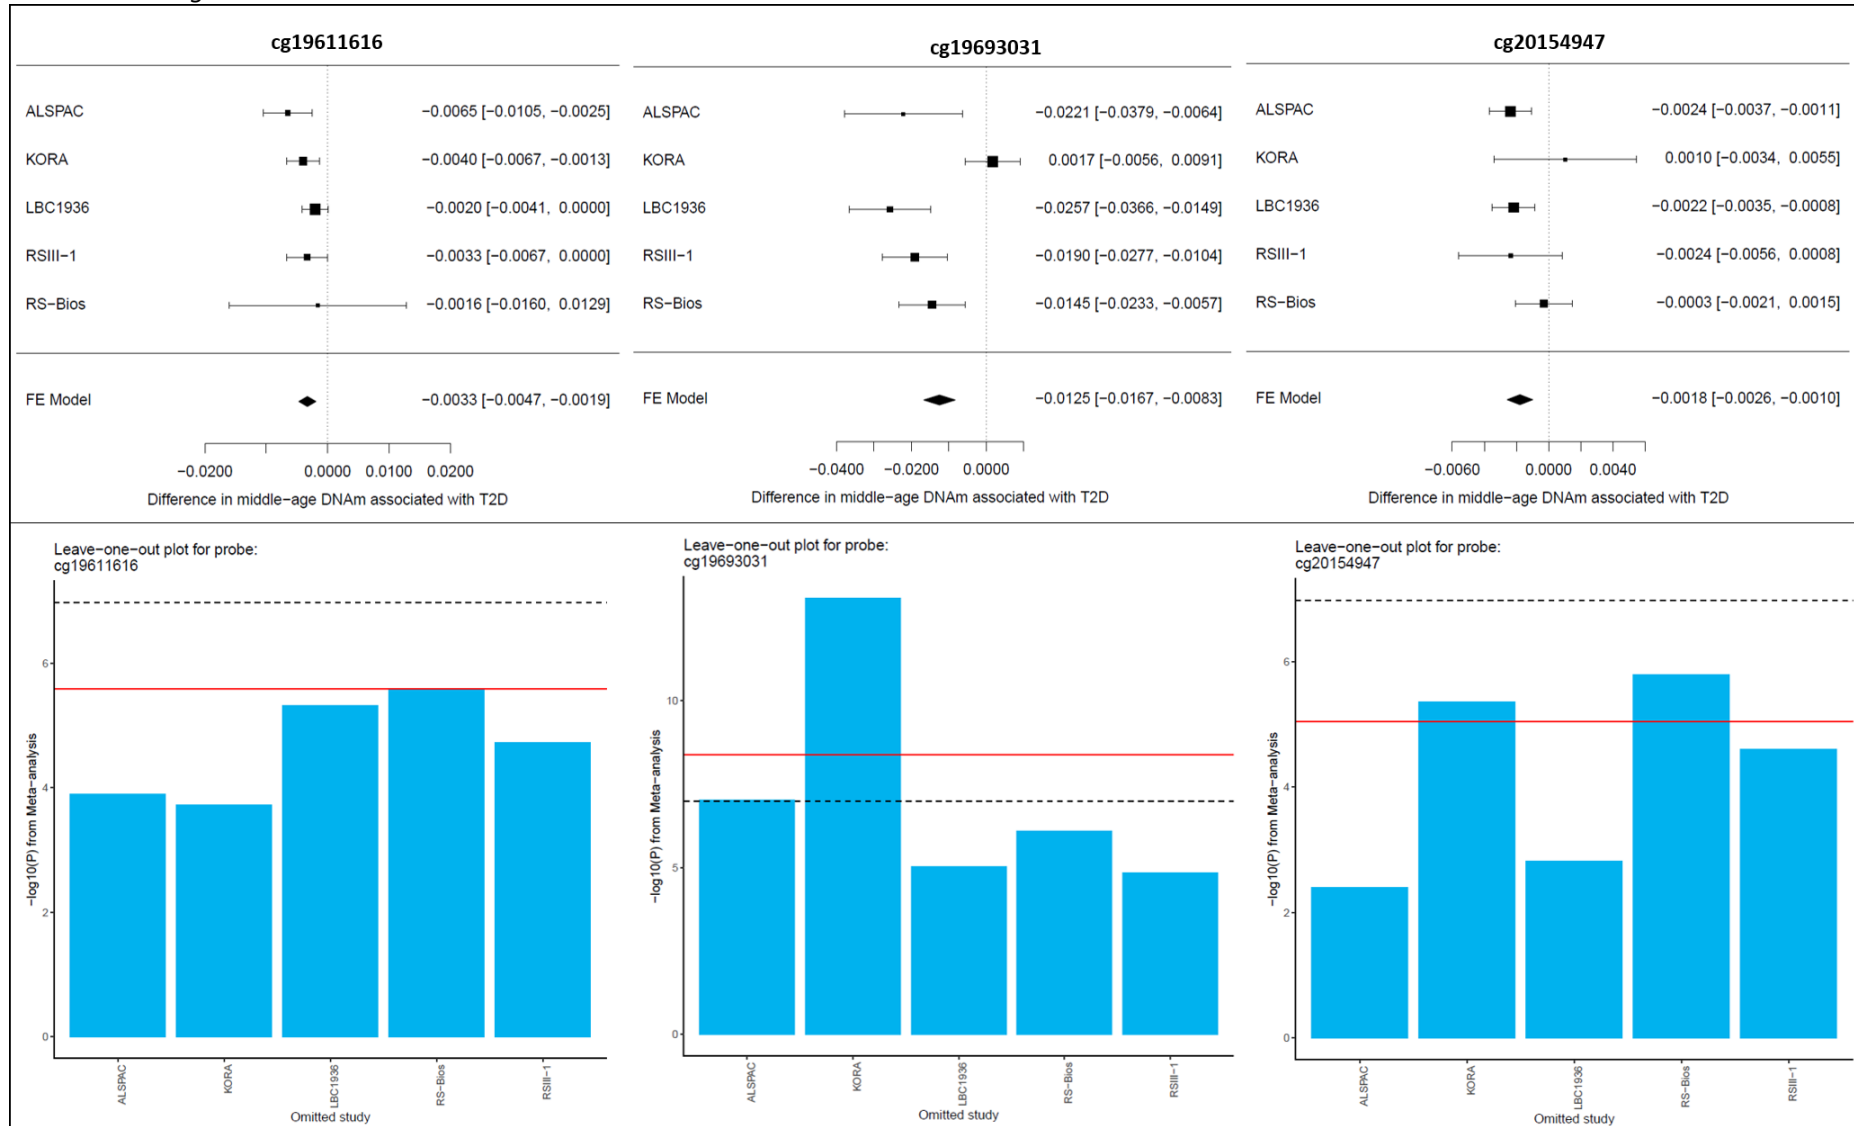 cg19611616
ALSPAC −0.0065 [−0.0105, −0.0025]
KORA −0.0040 [−0.0067, −0.0013]
LBC1936 −0.0020 [−0.0041, 0.0000]
RSIII−1 −0.0033 [−0.0067, 0.0000]
RS−Bios −0.0016 [−0.0160, 0.0129]
FE Model −0.0033 [−0.0047, −0.0019]
−0.0200 0.0000 0.0100 0.0200
Difference in middle−age DNAm associated with T2D
cg19693031
ALSPAC −0.0221 [−0.0379, −0.0064]
KORA 0.0017 [−0.0056, 0.0091]
LBC1936 −0.0257 [−0.0366, −0.0149]
RSIII−1 −0.0190 [−0.0277, −0.0104]
RS−Bios −0.0145 [−0.0233, −0.0057]
FE Model −0.0125 [−0.0167, −0.0083]
−0.0400 −0.0200 0.0000
Difference in middle−age DNAm associated with T2D
cg20154947
ALSPAC −0.0024 [−0.0037, −0.0011]
KORA 0.0010 [−0.0034, 0.0055]
LBC1936 −0.0022 [−0.0035, −0.0008]
RSIII−1 −0.0024 [−0.0056, 0.0008]
RS−Bios −0.0003 [−0.0021, 0.0015]
FE Model −0.0018 [−0.0026, −0.0010]
−0.0060 0.0000 0.0040
Difference in middle−age DNAm associated with T2D
Leave−one−out plot for probe:
cg19611616
−log10(P) from Meta−analysis
6
4
2
0
ALSPAC KORA LBC1936 RS−Bios RSIII−1
Omitted study
Leave−one−out plot for probe:
cg19693031
−log10(P) from Meta−analysis
10
5
0
ALSPAC KORA LBC1936 RS−Bios RSIII−1
Omitted study
Leave−one−out plot for probe:
cg20154947
−log10(P) from Meta−analysis
6
4
2
0
ALSPAC KORA LBC1936 RS−Bios RSIII−1
Omitted study